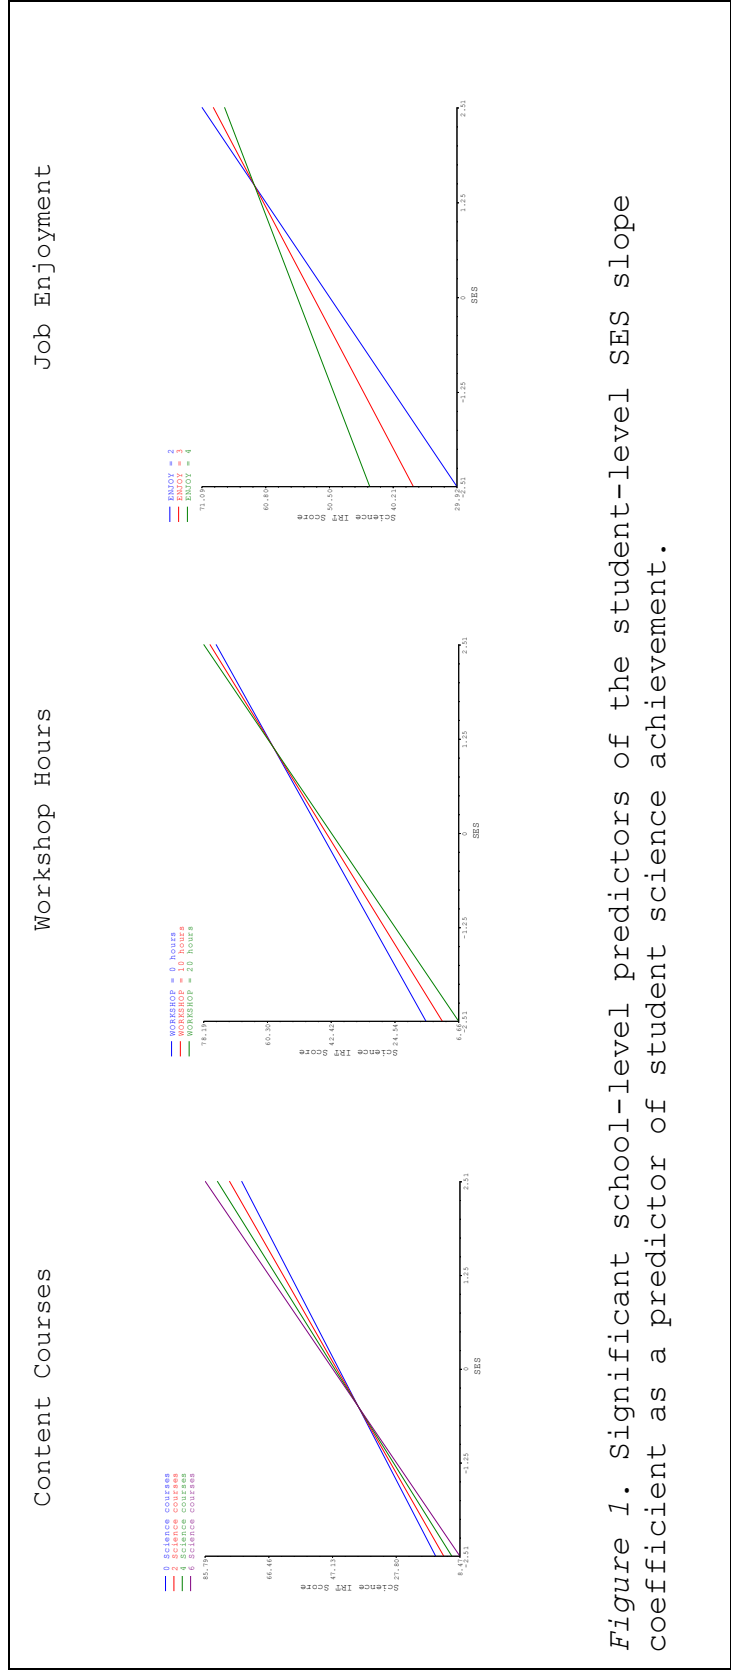 Content Courses
Workshop Hours
Job Enjoyment
0 Science courses
2 Science courses
4 Science courses
6 Science courses
85.79
66.46
47.13
27.80
8.47
Science IRT
Score
-2.51
-1.25
0
1.25
2.51
SES
WORKSHOP = 0 hours
WORKSHOP = 10 hours
WORKSHOP = 20 hours
78.19
60.30
42.42
24.54
6.66
Science IRT
Score
-2.51
-1.25
0
1.25
2.51
SES
ENJOY = 2
ENJOY = 3
ENJOY = 4
71.09
60.80
50.50
40.21
29.92
Science IRT
Score
-2.51
-1.25
0
1.25
2.51
SES
Figure 1. Significant school-level predictors of the student-level SES slope
coefficient as a predictor of student science achievement.